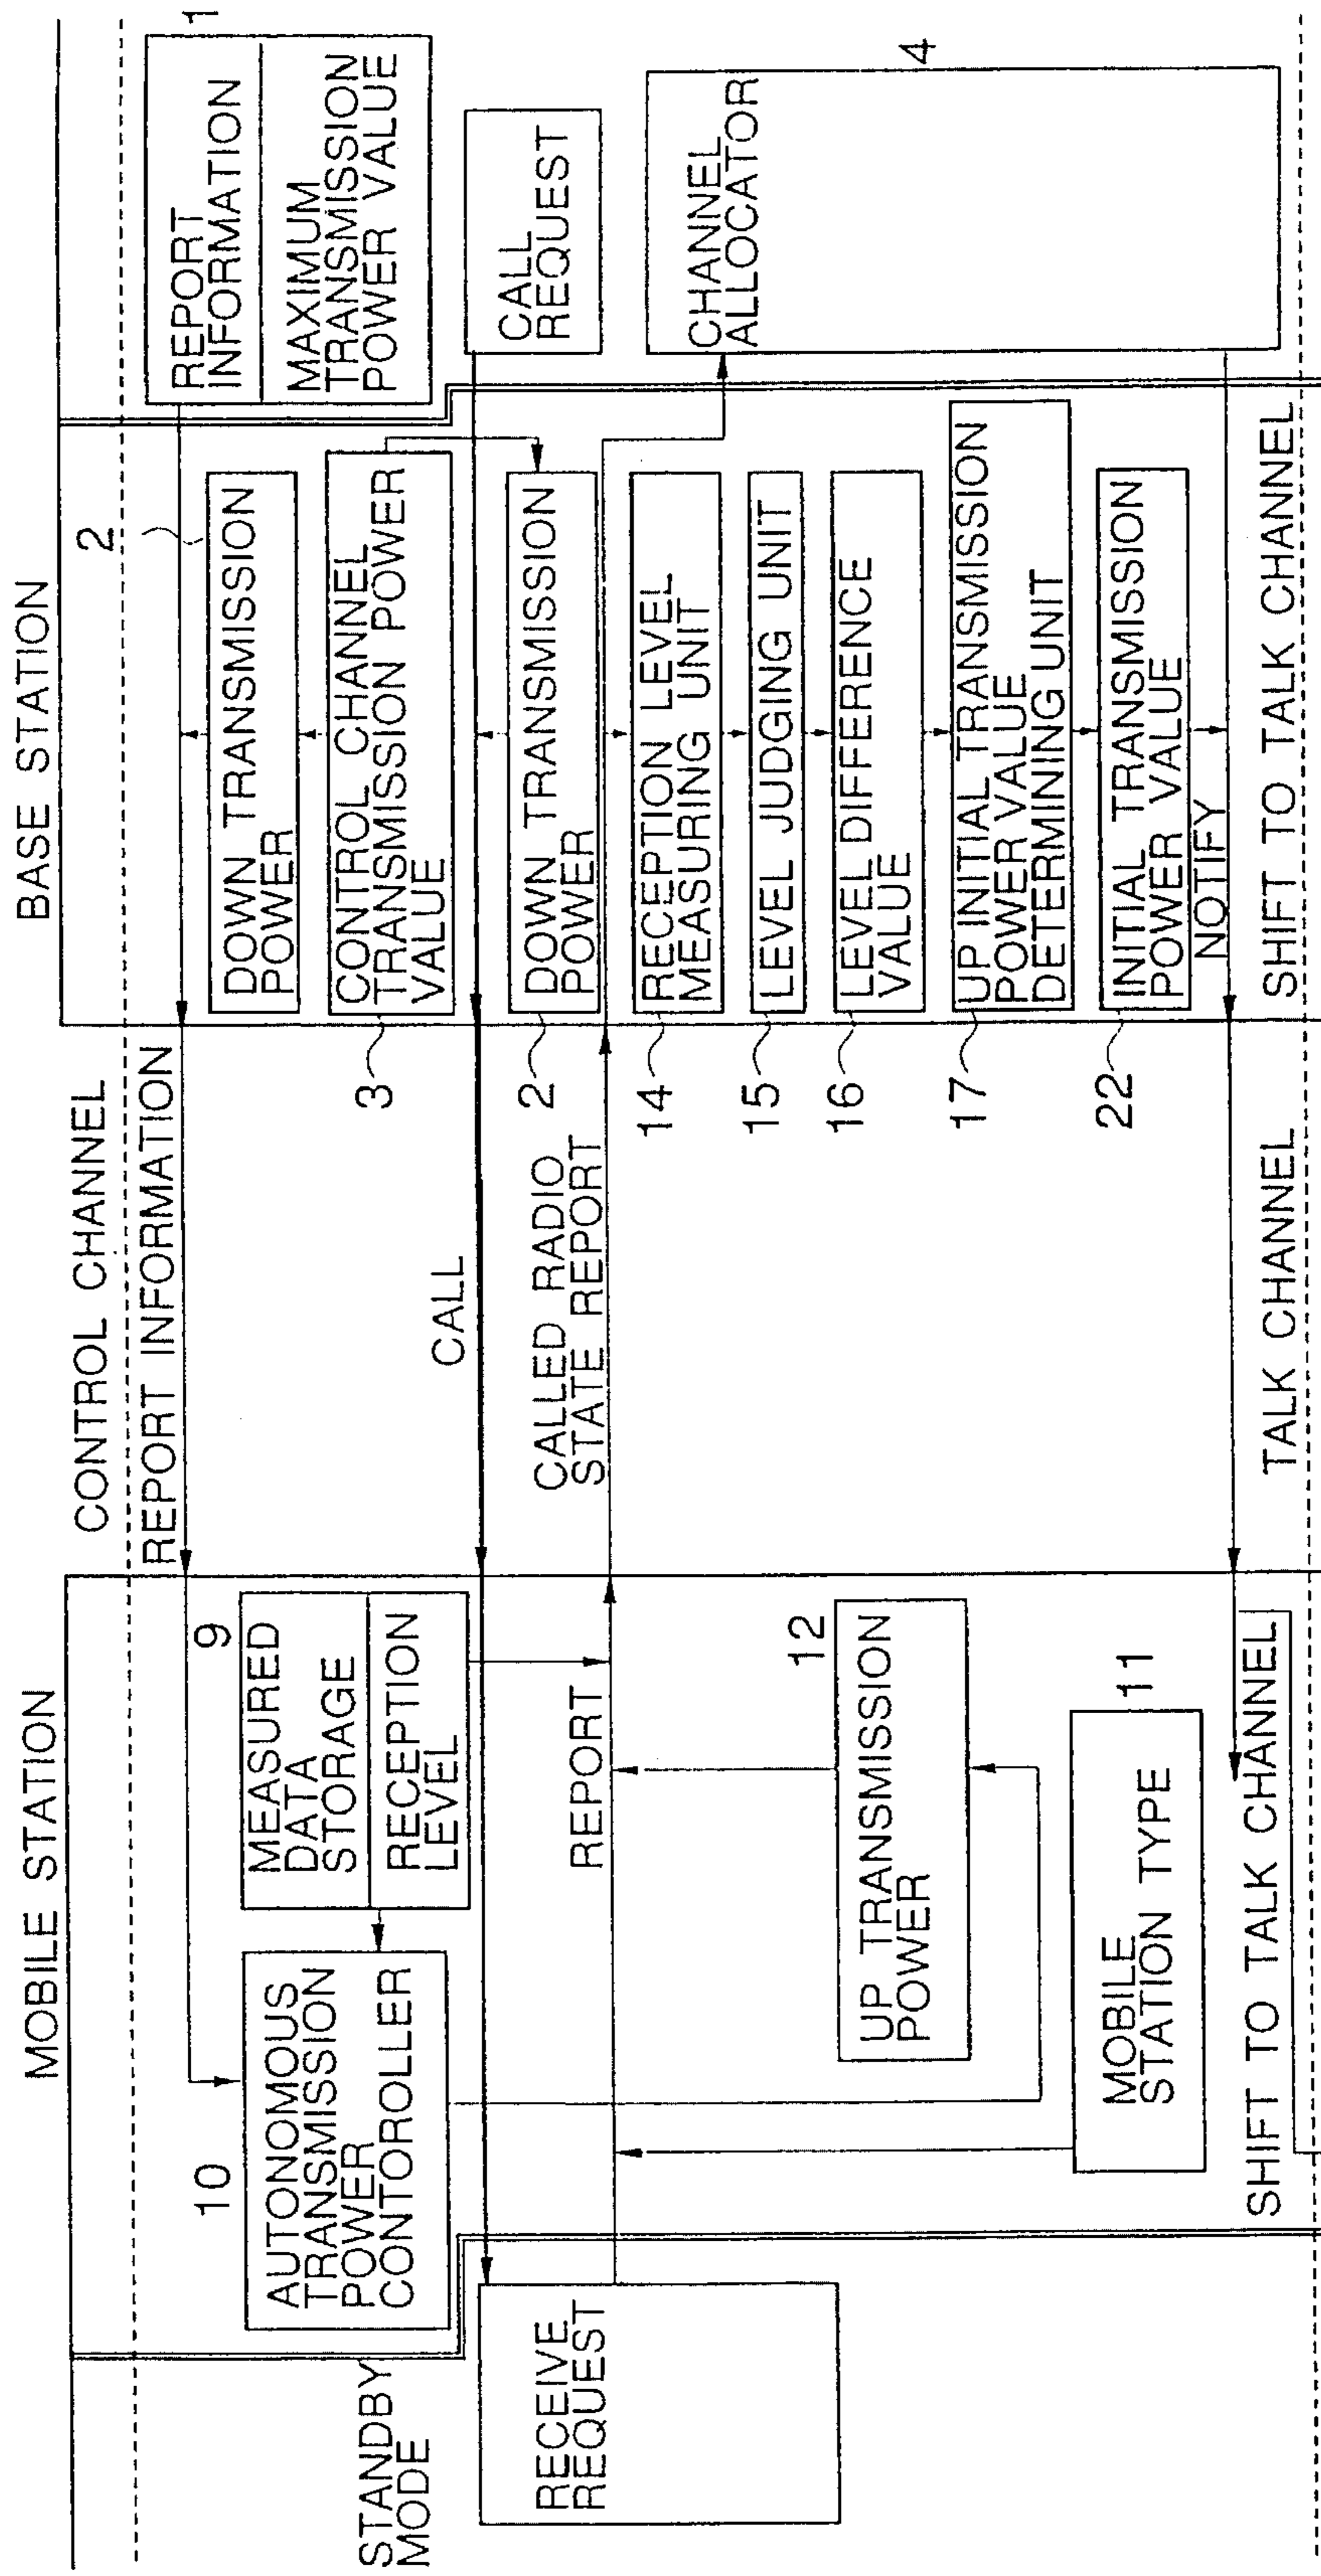 MOBILE STATION
BASE STATION
CONTROL CHANNEL
REPORT INFORMATION
STANDBY
MODE
10
AUTONOMOUS
TRANSMISSION
POWER
CONTOROLLER
9
MEASURED
DATA
STORAGE
RECEPTION
LEVEL
2
DOWN TRANSMISSION
POWER
3
CONTROL CHANNEL
TRANSMISSION POWER
VALUE
1
REPORT
INFORMATION
MAXIMUM
TRANSMISSION
POWER VALUE
CALL
CALL
REQUEST
RECEIVE
REQUEST
REPORT
CALLED RADIO
STATE REPORT
2
DOWN TRANSMISSION
POWER
14
RECEPTION LEVEL
MEASURING UNIT
15
LEVEL JUDGING UNIT
16
LEVEL DIFFERENCE
VALUE
17
UP INITIAL TRANSMISSION
POWER VALUE
DETERMINING UNIT
22
INITIAL TRANSMISSION
POWER VALUE
NOTIFY
CHANNEL
ALLOCATOR
4
12
UP TRANSMISSION
POWER
11
MOBILE
STATION TYPE
SHIFT TO TALK CHANNEL
TALK CHANNEL
SHIFT TO TALK CHANNEL